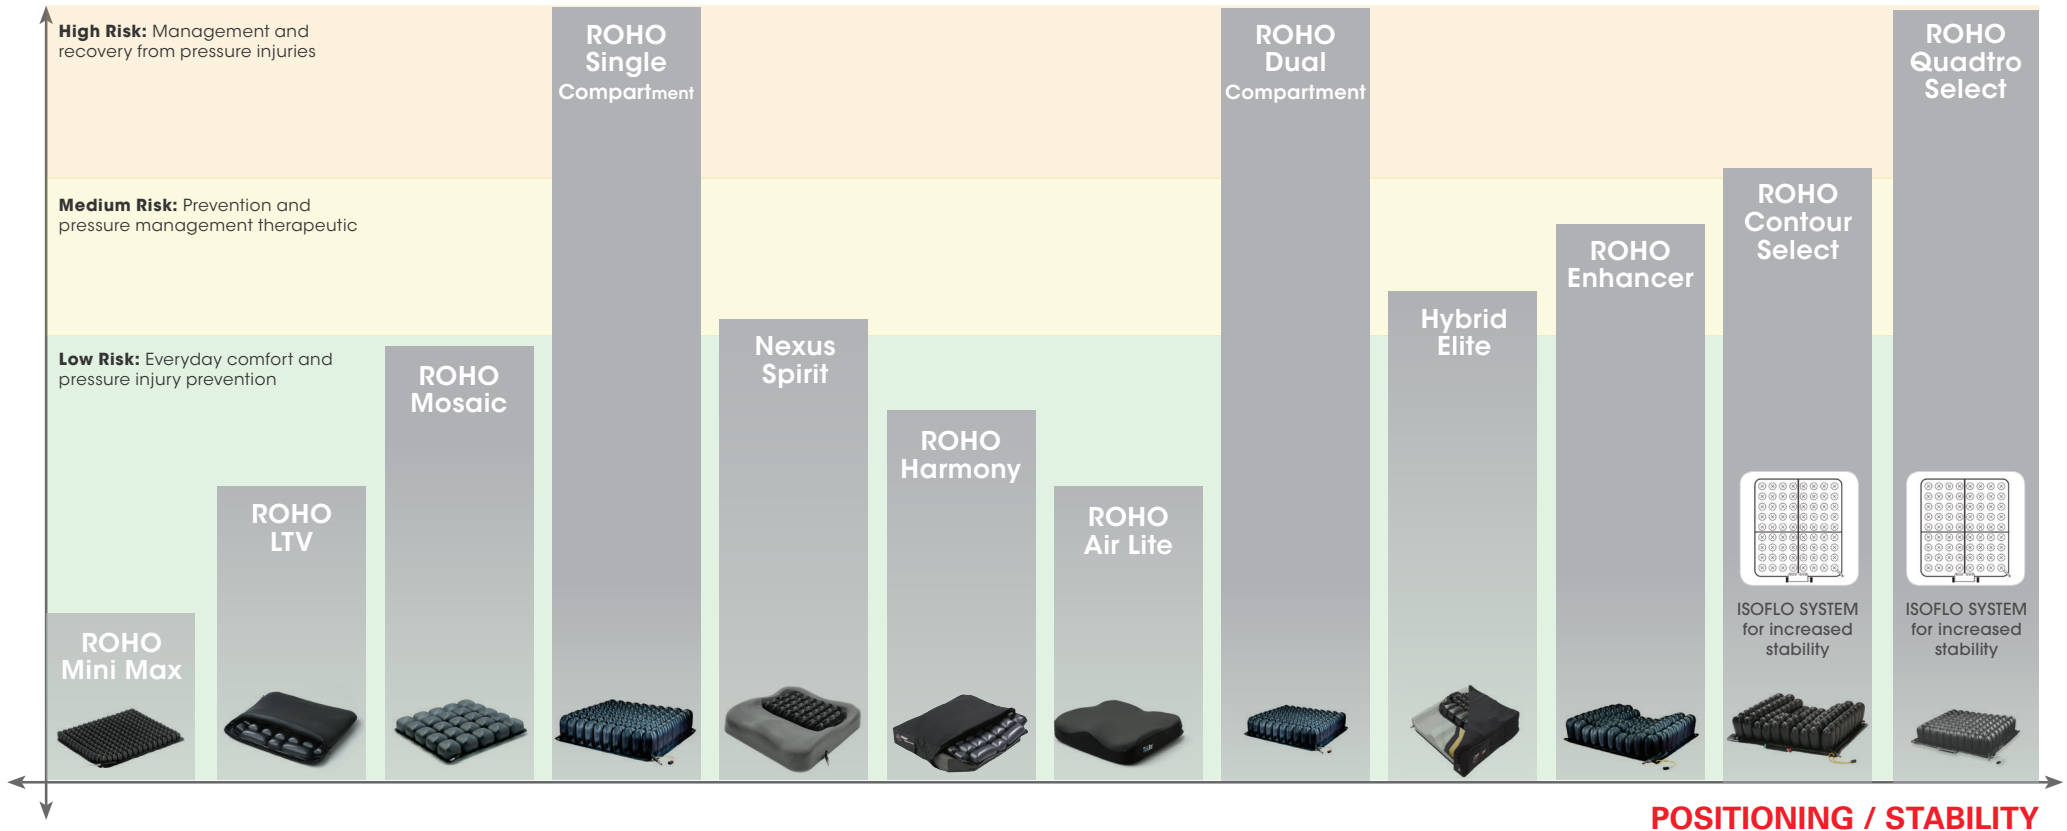 High Risk: Management and
recovery from pressure injuries
Medium Risk: Prevention and
pressure management therapeutic
Low Risk: Everyday comfort and
pressure injury prevention
ROHO
Mini Max
ROHO
LTV
ROHO
Mosaic
ROHO
Single
Compartment
Nexus
Spirit
ROHO
Harmony
ROHO
Air Lite
ROHO
Dual
Compartment
Hybrid
Elite
ROHO
Enhancer
ROHO
Contour
Select
ISOFLO SYSTEM
for increased
stability
ROHO
Quadtro
Select
ISOFLO SYSTEM
for increased
stability
POSITIONING / STABILITY